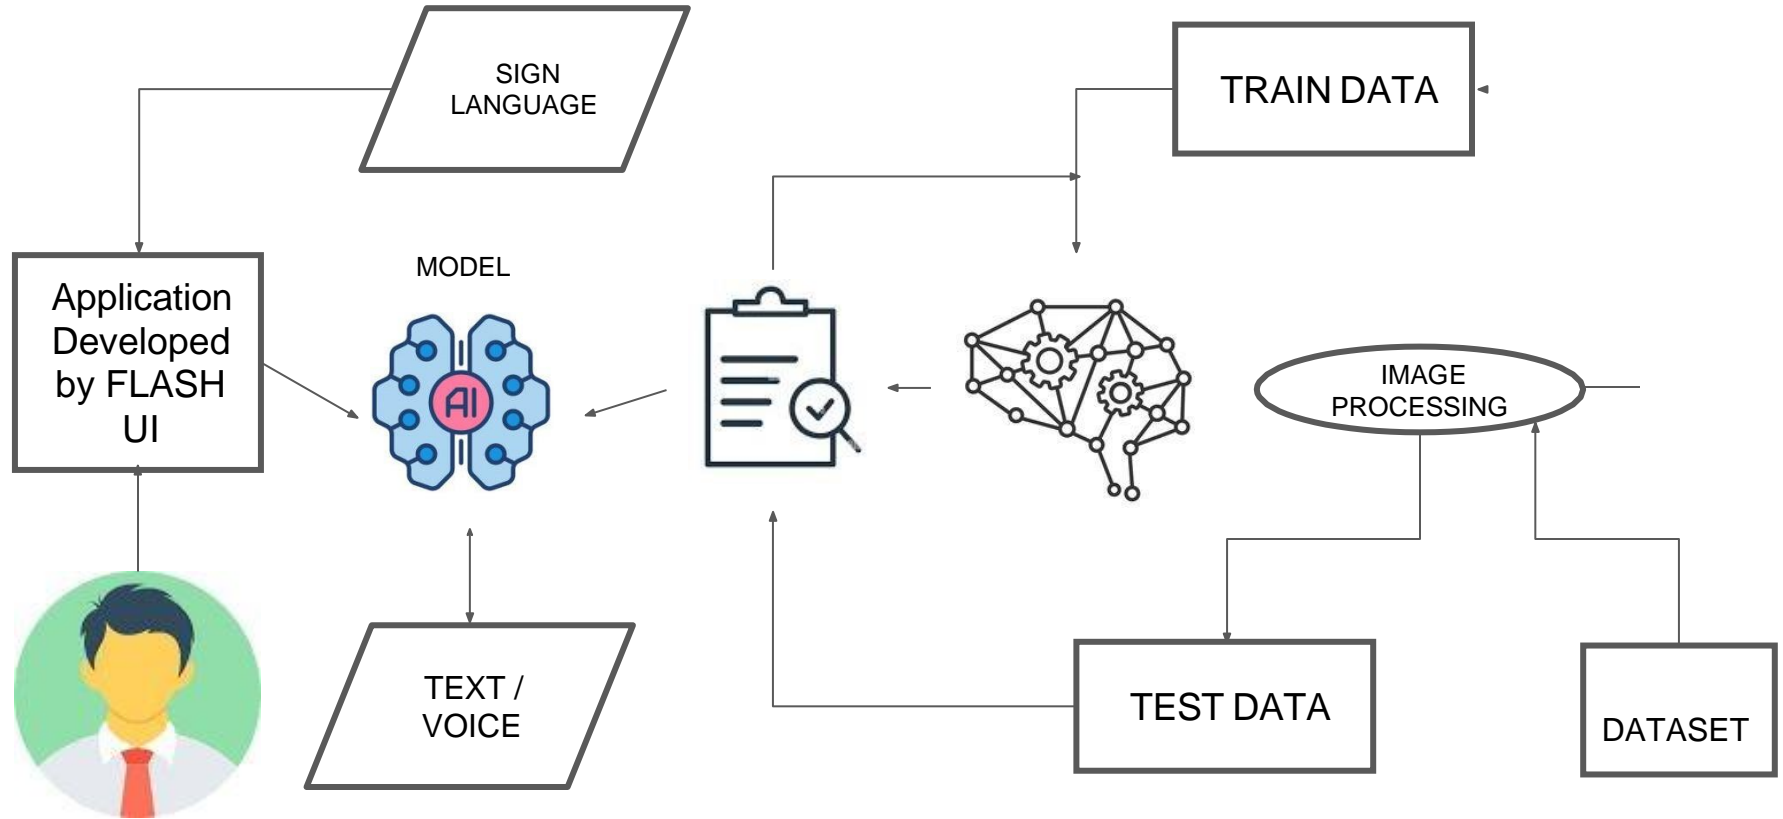 SIGN
LANGUAGE
TRAIN DATA
Application
Developed
by FLASH
UI
MODEL
AI
IMAGE
PROCESSING
TEXT /
VOICE
TEST DATA
DATASET